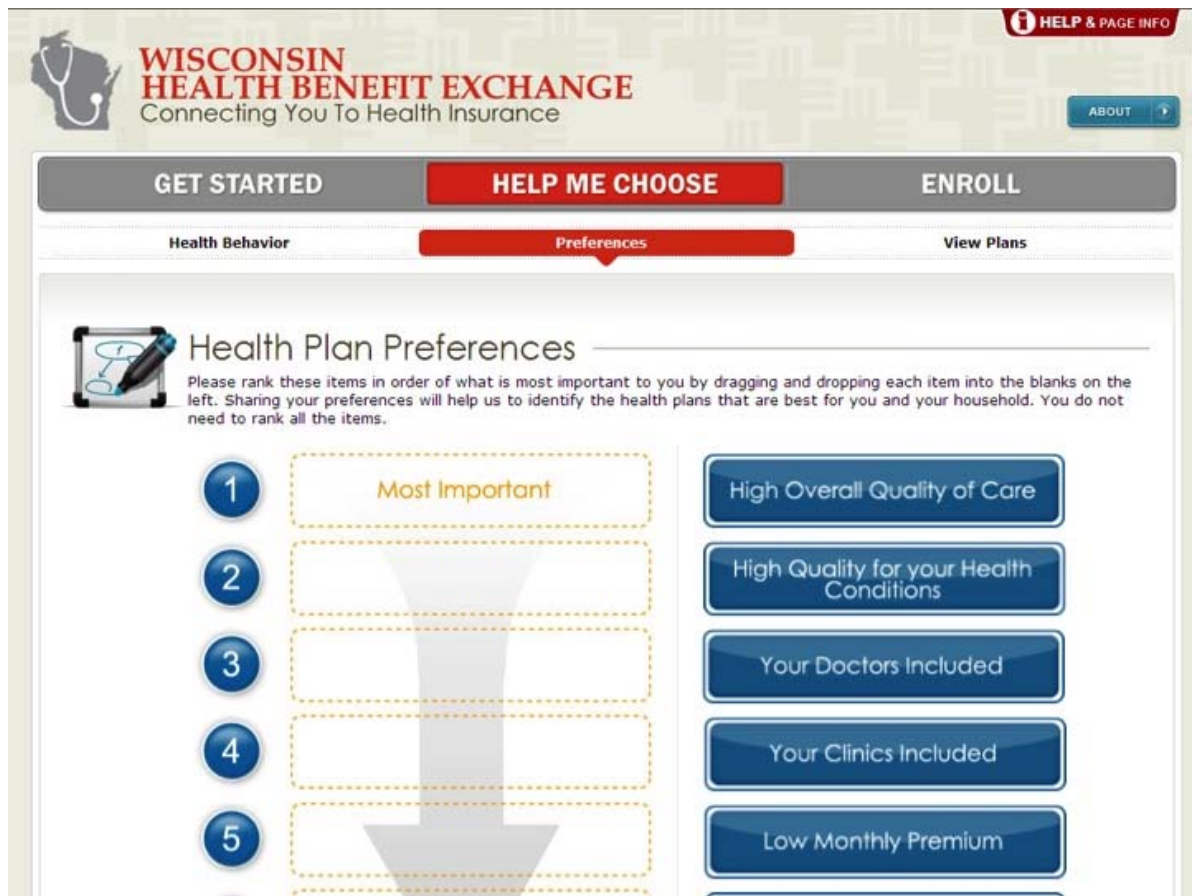 HELP & PAGE INFO
WISCONSIN
HEALTH BENEFIT EXCHANGE
Connecting You To Health Insurance
ABOUT
GET STARTED HELP ME CHOOSE ENROLL
Health Behavior Preferences View Plans
Health Plan Preferences
Please rank these items in order of what is most important to you by dragging and dropping each item into the blanks on the
left. Sharing your preferences will help us to identify the health plans that are best for you and your household. You do not
need to rank all the items.
1 Most Important High Overall Quality of Care
2 High Quality for your Health
Conditions
3 Your Doctors Included
4 Your Clinics Included
5 Low Monthly Premium